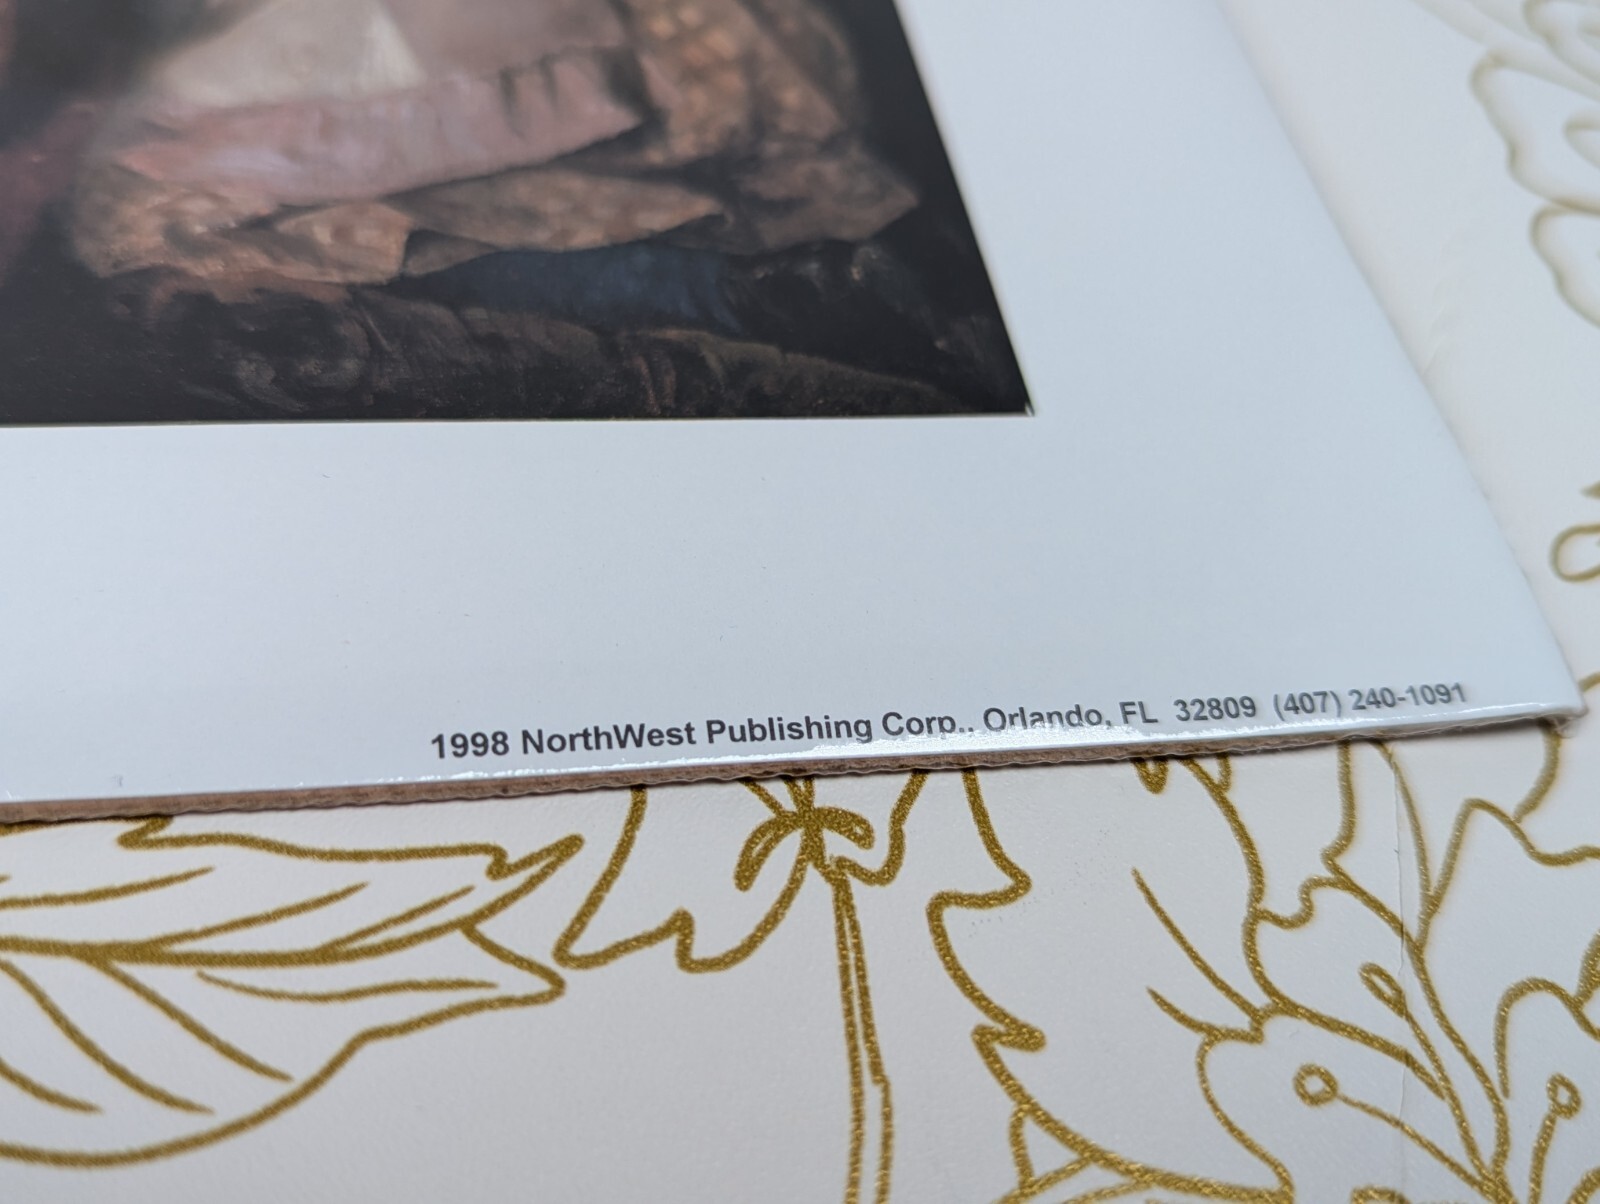 1998 NorthWest Publishing Corp., Orlando, FL 32809 (407) 240-1091